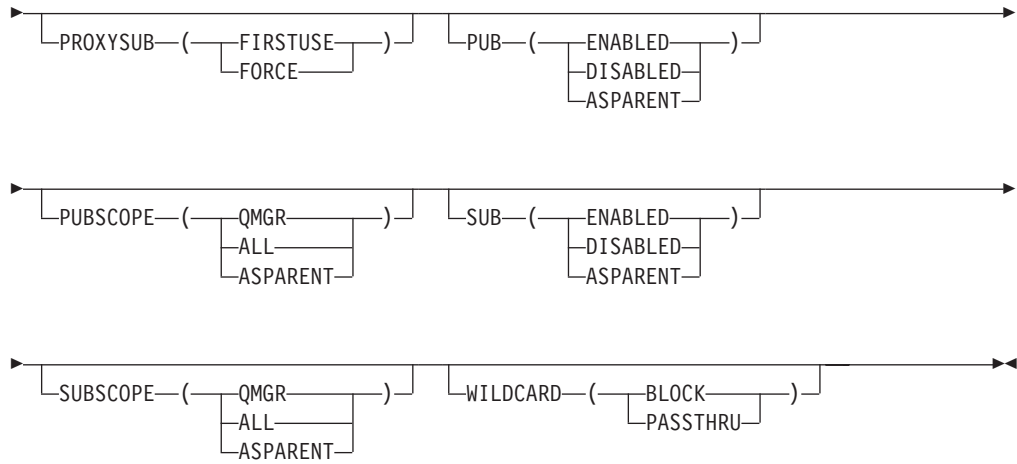 PROXYSUB ( FIRSTUSE ) PUB ( ENABLED )
FORCE DISABLED
ASPARENT
PUBSCOPE ( QMGR ) SUB ( ENABLED )
ALL DISABLED
ASPARENT ASPARENT
SUBSCOPE ( QMGR ) WILDCARD ( BLOCK )
ALL PASSTHRU
ASPARENT